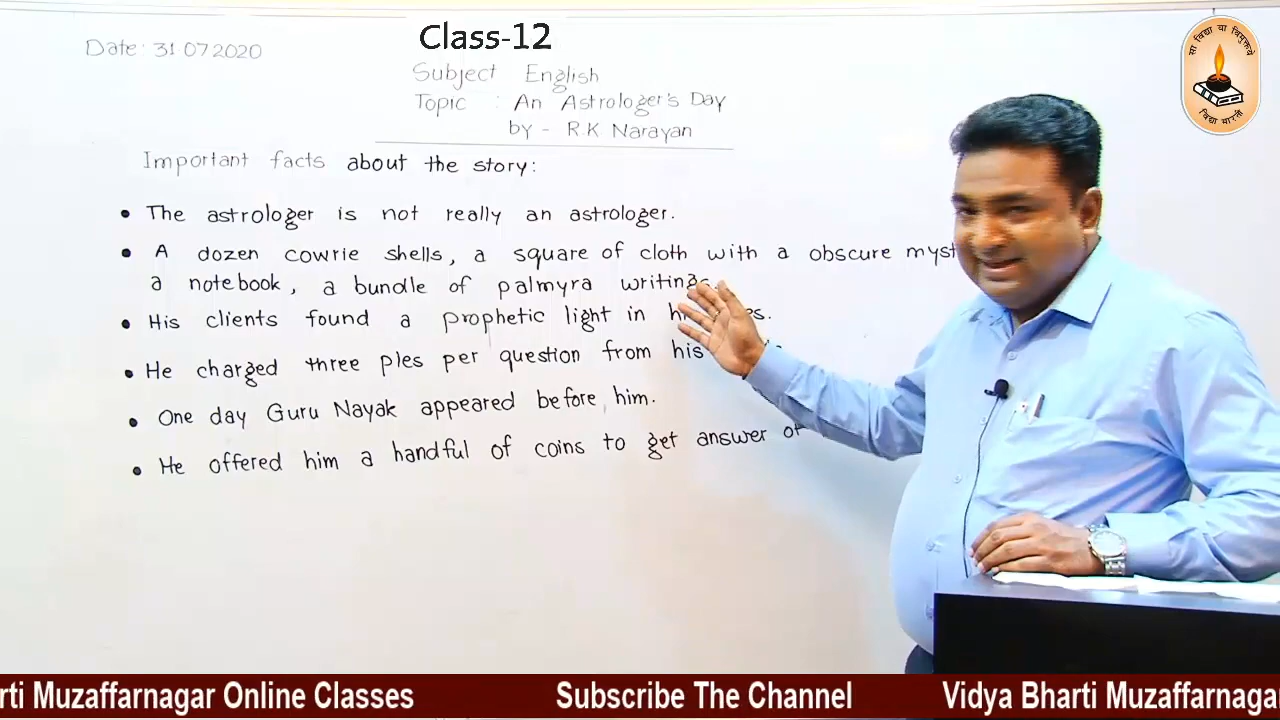 Class-12
Date: 31 07 2020
Subject English
Topic : An Astrologer's Day
by - R.K Narayan
Important facts about the story:
• The astrologer is not really an astrologer.
• A dozen cowrie shells, a square of cloth with a obscure myst
a notebook, a bundle of palmyra writings.
• His clients found a prophetic light in
• He charged three ples per question from his
• One day Guru Nayak appeared before him.
• He offered him a handful of coins to get answer of
सा विद्या या विमुक्तये
विद्या भारती
rti Muzaffarnagar Online Classes Subscribe The Channel Vidya Bharti Muzaffarnaga